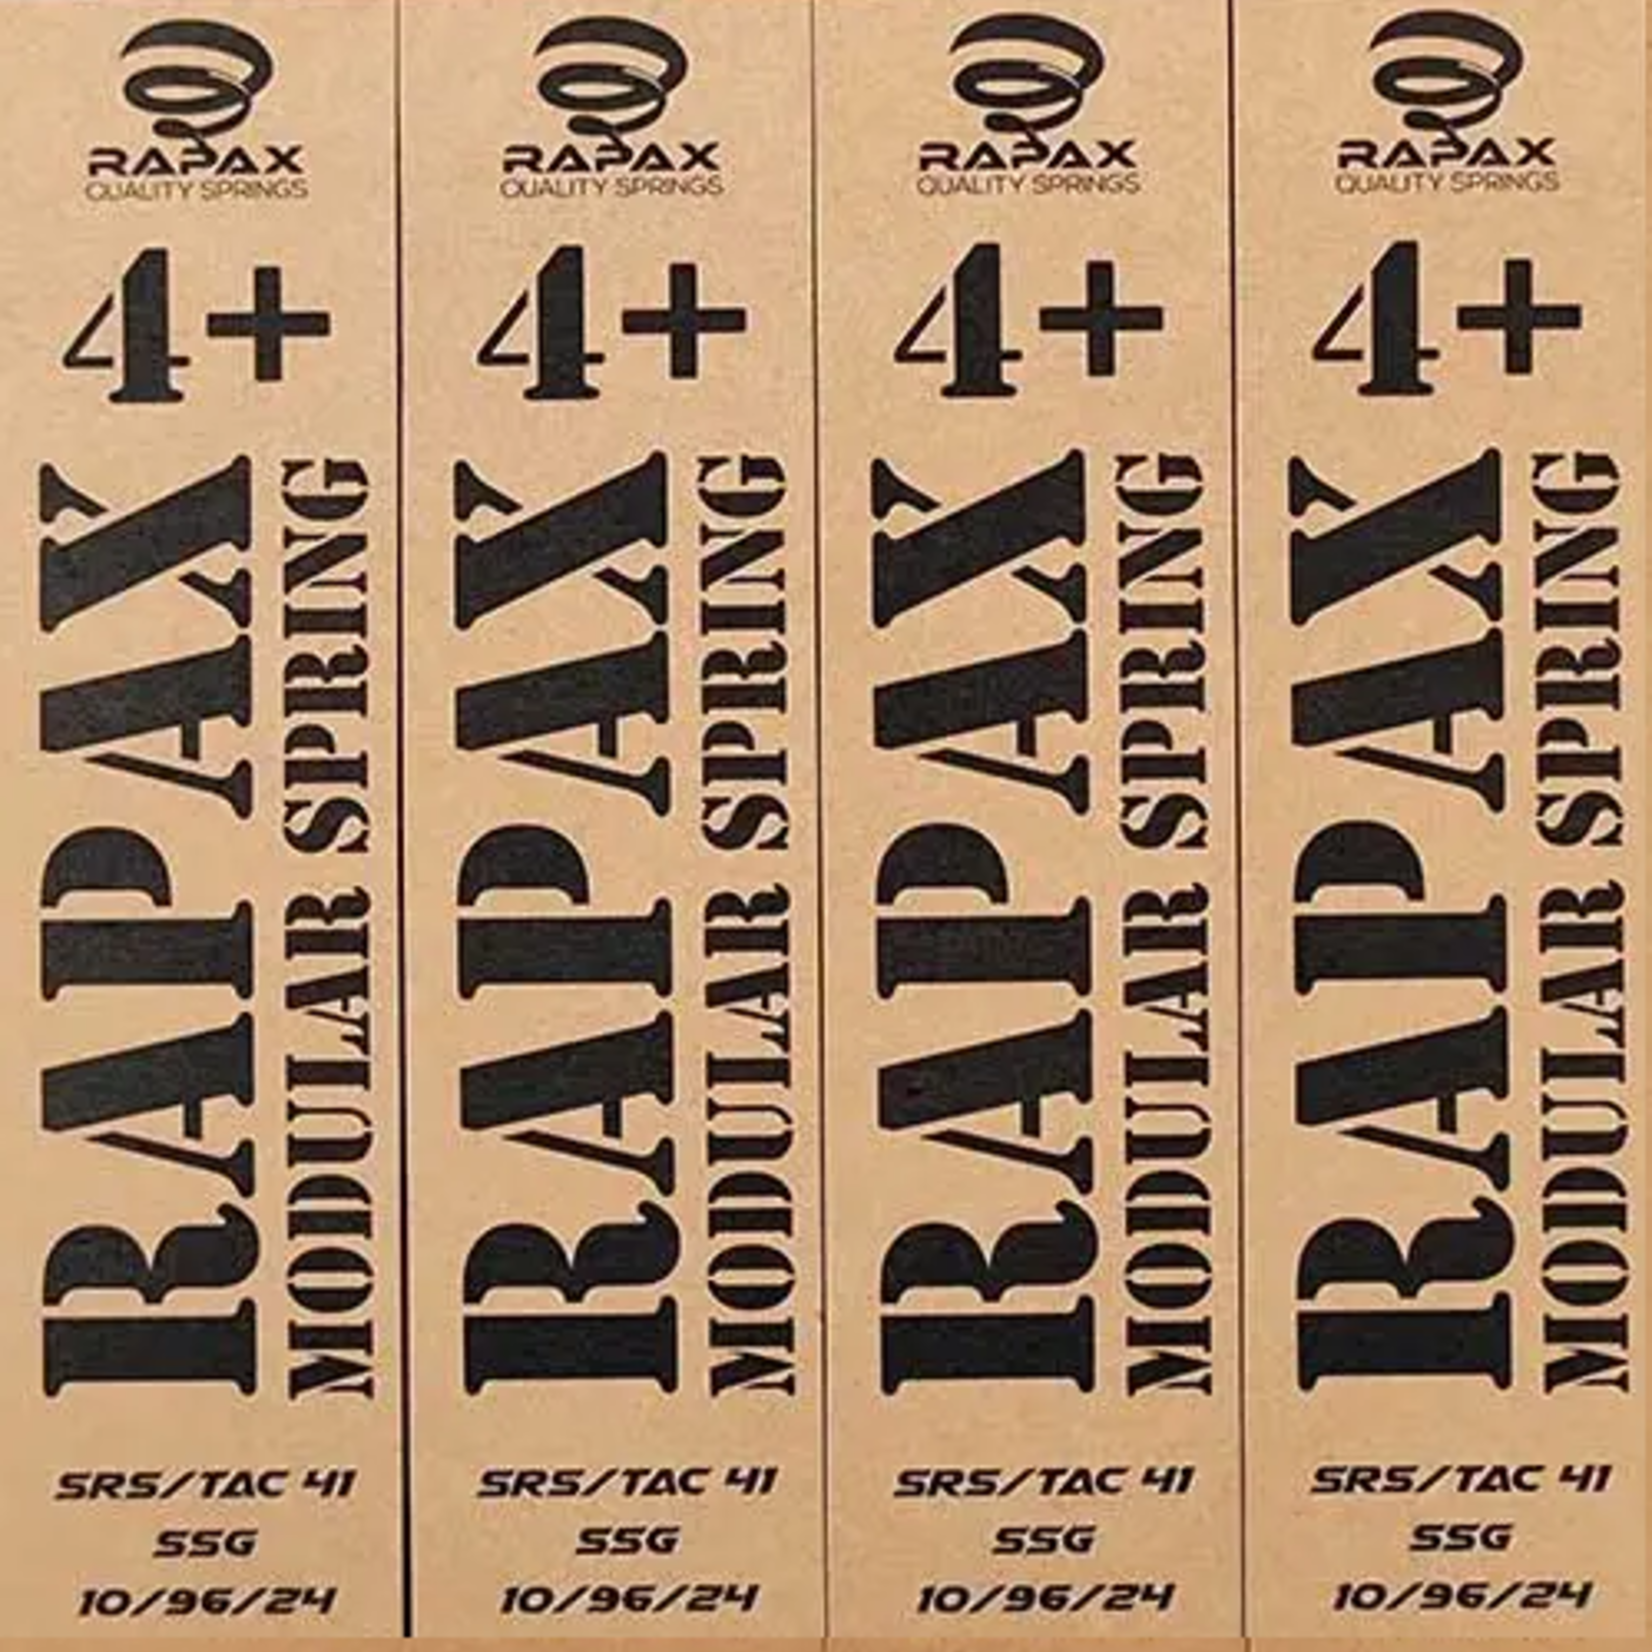 RAPAX
QUALITY SPRINGS
4+
RAPAX
MODULAR SPRING
SRS/TAC 41
SSG
10/96/24
RAPAX
QUALITY SPRINGS
4+
RAPAX
MODULAR SPRING
SRS/TAC 41
SSG
10/96/24
RAPAX
QUALITY SPRINGS
4+
RAPAX
MODULAR SPRING
SRS/TAC 41
SSG
10/96/24
RAPAX
QUALITY SPRINGS
4+
RAPAX
MODULAR SPRING
SRS/TAC 41
SSG
10/96/24